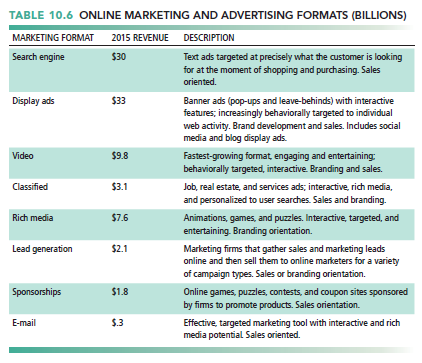 TABLE 10.6 ONLINE MARKETING AND ADVERTISING FORMATS (BILLIONS)
MARKETING FORMAT 2015 REVENUE DESCRIPTION
Search engine $30 Text ads targeted at precisely what the customer is looking
for at the moment of shopping and purchasing. Sales
oriented.
Display ads $33 Banner ads (pop-ups and leave-behinds) with interactive
features; increasingly behaviorally targeted to individual
web activity. Brand development and sales. Includes social
media and blog display ads.
Video $9.8 Fastest-growing format, engaging and entertaining;
behaviorally targeted, interactive. Branding and sales.
Classified $3.1 Job, real estate, and services ads; interactive, rich media,
and personalized to user searches. Sales and branding.
Rich media $7.6 Animations, games, and puzzles. Interactive, targeted, and
entertaining. Branding orientation.
Lead generation $2.1 Marketing firms that gather sales and marketing leads
online and then sell them to online marketers for a variety
of campaign types. Sales or branding orientation.
Sponsorships $1.8 Online games, puzzles, contests, and coupon sites sponsored
by firms to promote products. Sales orientation.
E-mail $.3 Effective, targeted marketing tool with interactive and rich
media potential. Sales oriented.